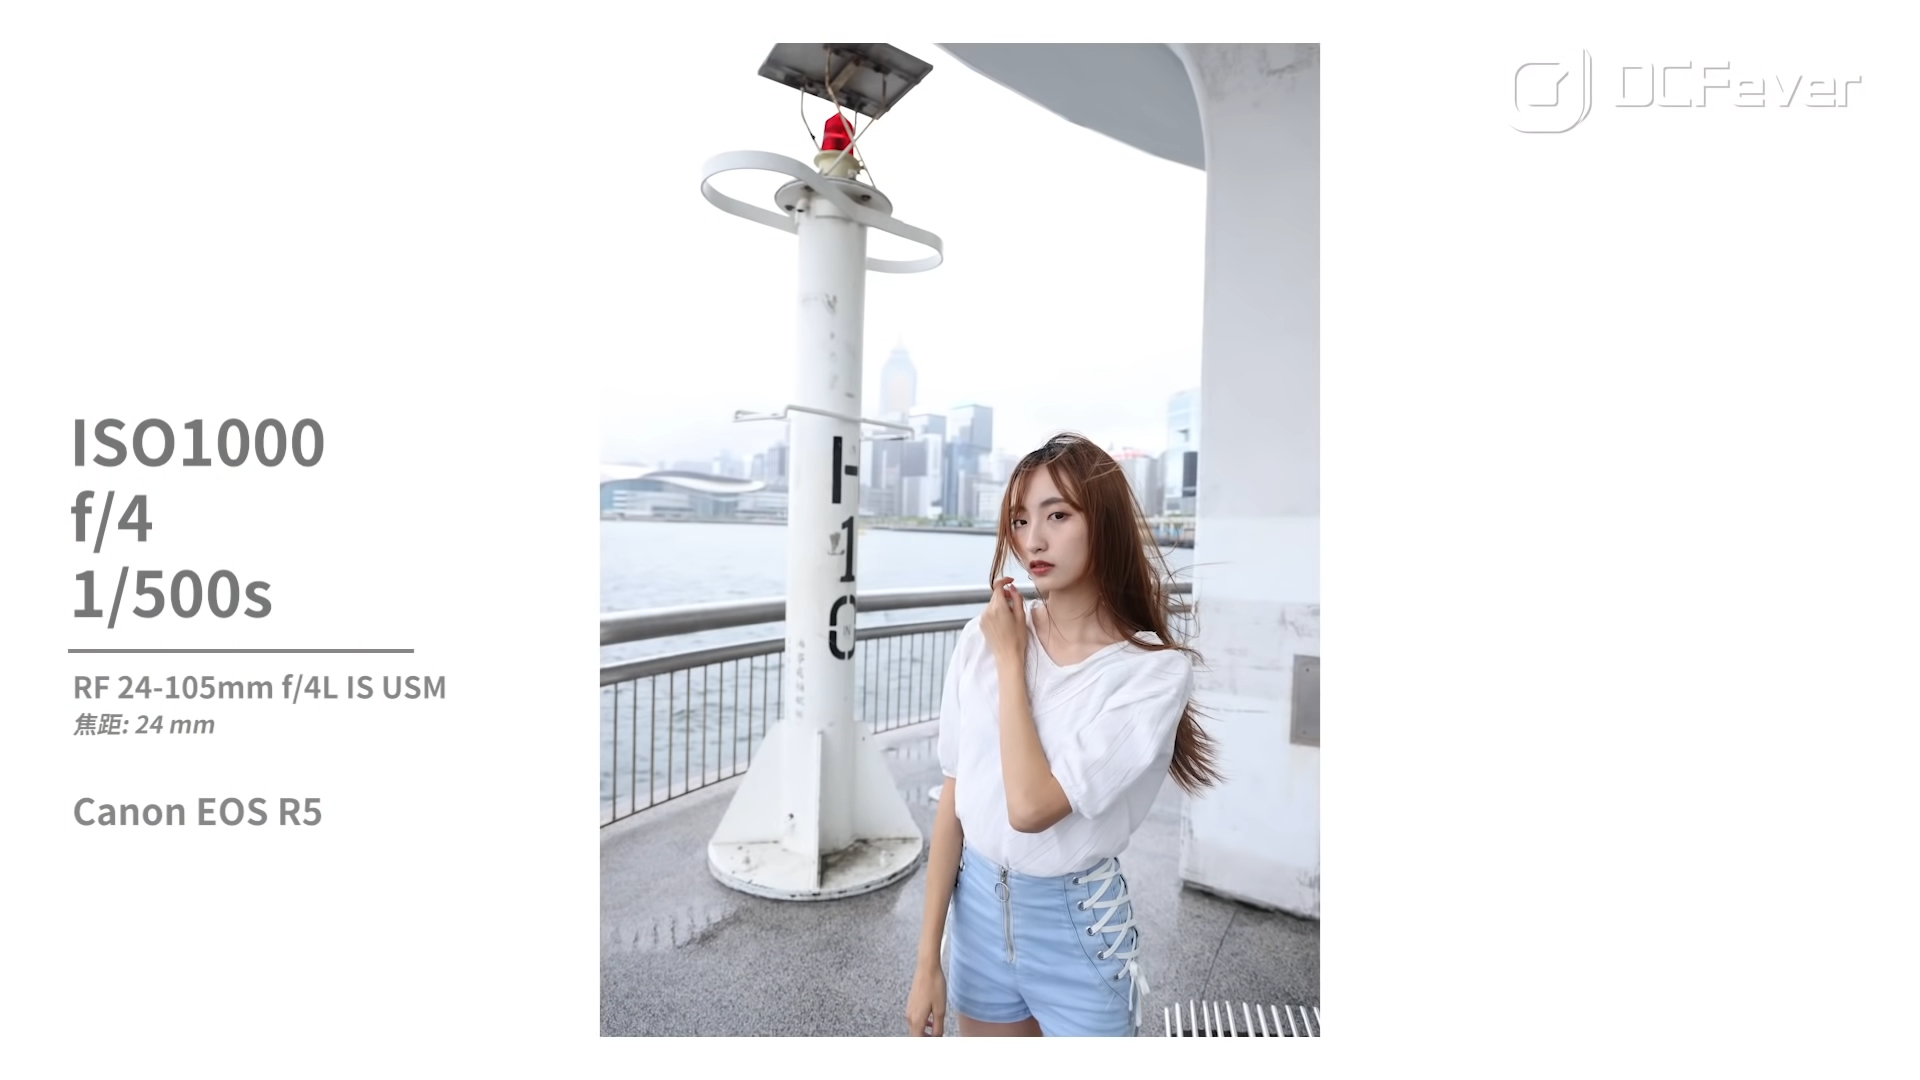 DCFever
ISO1000
f/4
1/500s
RF 24-105mm f/4L IS USM
焦距: 24 mm
Canon EOS R5
H
1
0